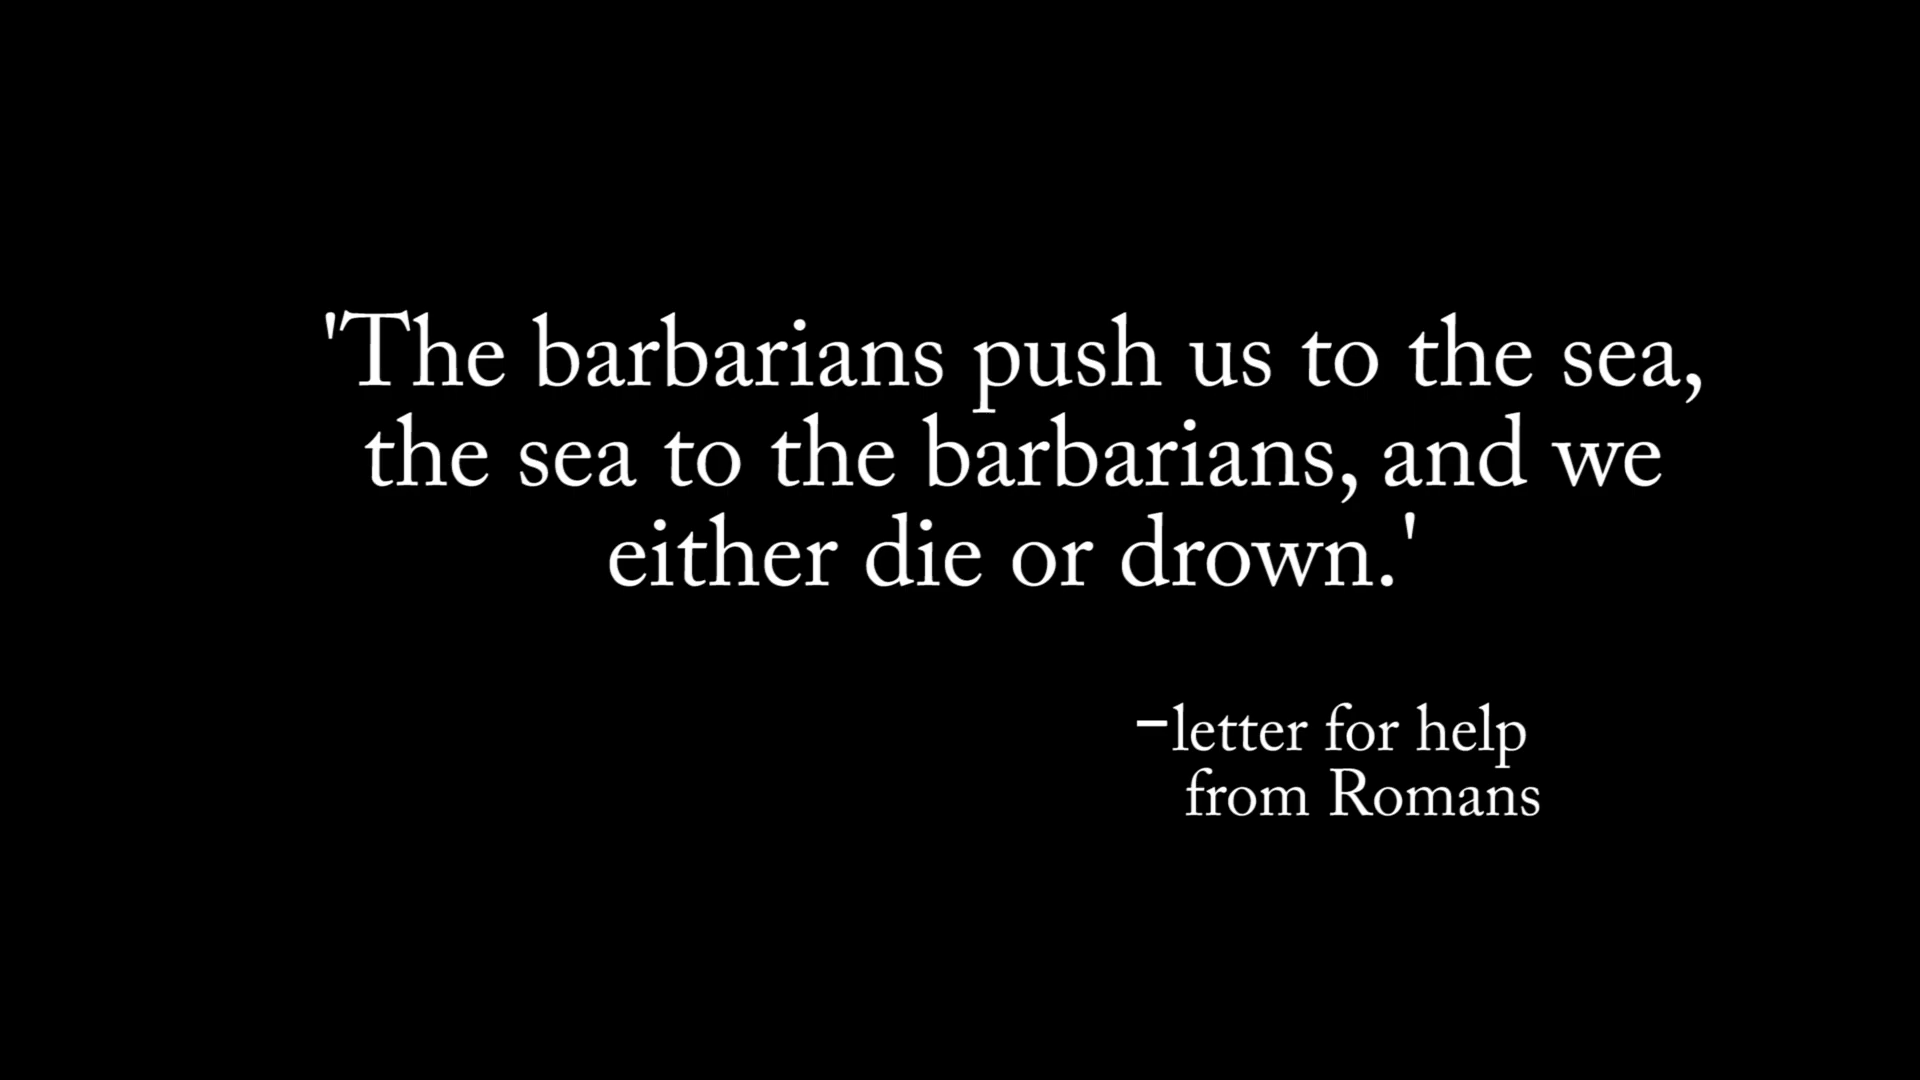 'The barbarians push us to the sea,
the sea to the barbarians, and we
either die or drown.'
-letter for help
from Romans